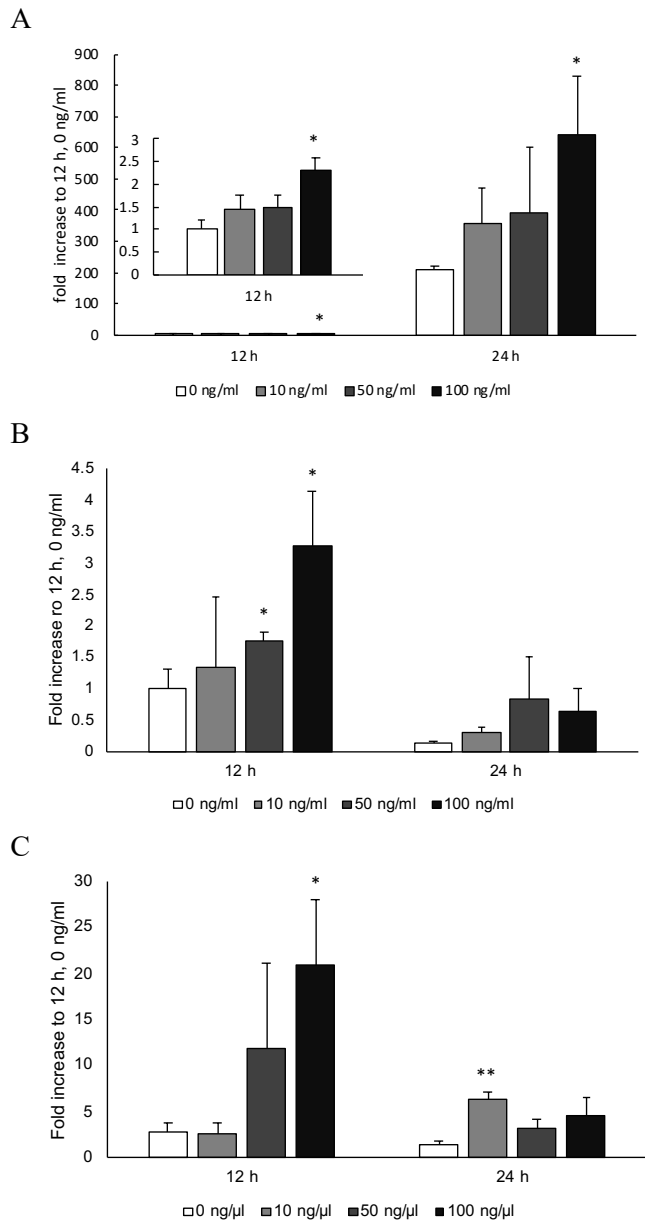 A
fold increase to 12 h, 0 ng/ml
900
800
700
600
500
400
300
200
100
0
3
2.5
2
1.5
1
0.5
0
*
12 h
*
*
12 h
24 h
0 ng/ml 10 ng/ml 50 ng/ml 100 ng/ml
B
Fold increase ro 12 h, 0 ng/ml
4.5
4
3.5
3
2.5
2
1.5
1
0.5
0
*
*
12 h
24 h
0 ng/ml 10 ng/ml 50 ng/ml 100 ng/ml
C
Fold increase to 12 h, 0 ng/ml
30
25
20
15
10
5
0
*
**
12 h
24 h
0 ng/µl 10 ng/µl 50 ng/µl 100 ng/µl